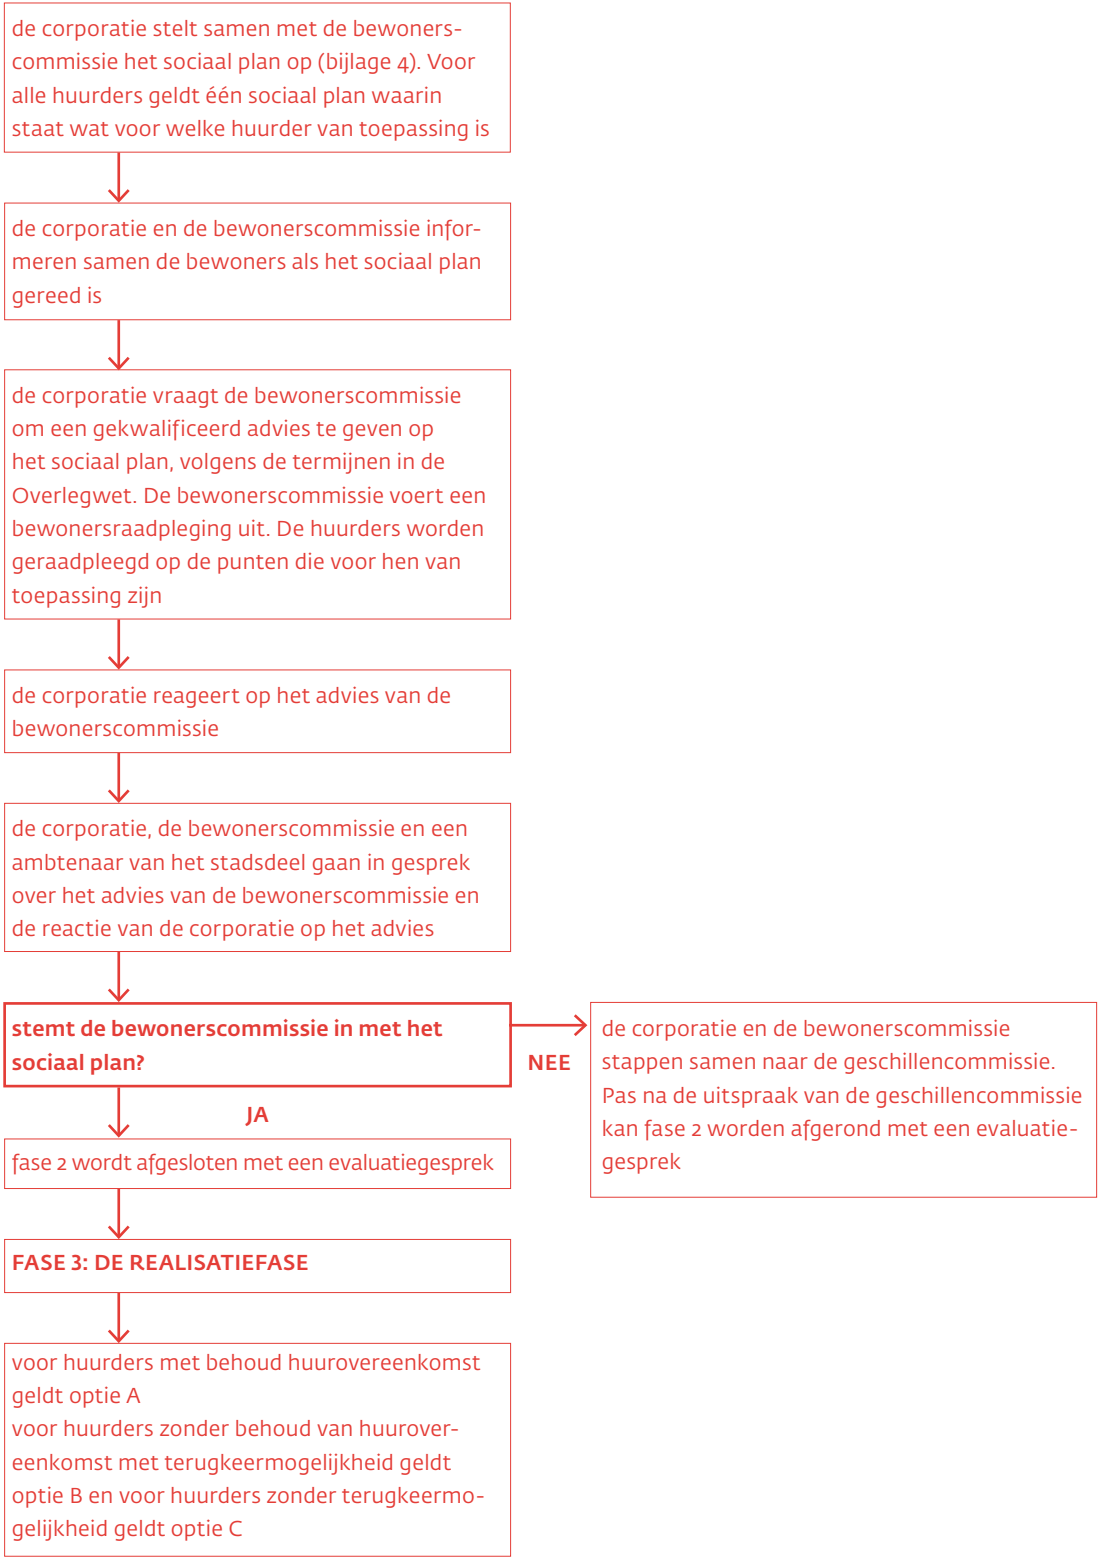 de corporatie stelt samen met de bewoners-
commissie het sociaal plan op (bijlage 4). Voor
alle huurders geldt één sociaal plan waarin
staat wat voor welke huurder van toepassing is
de corporatie en de bewonerscommissie infor-
meren samen de bewoners als het sociaal plan
gereed is
de corporatie vraagt de bewonerscommissie
om een gekwalificeerd advies te geven op
het sociaal plan, volgens de termijnen in de
Overlegwet. De bewonerscommissie voert een
bewonersraadpleging uit. De huurders worden
geraadpleegd op de punten die voor hen van
toepassing zijn
de corporatie reageert op het advies van de
bewonerscommissie
de corporatie, de bewonerscommissie en een
ambtenaar van het stadsdeel gaan in gesprek
over het advies van de bewonerscommissie en
de reactie van de corporatie op het advies
stemt de bewonerscommissie in met het
sociaal plan?
NEE
de corporatie en de bewonerscommissie
stappen samen naar de geschillencommissie.
Pas na de uitspraak van de geschillencommissie
kan fase 2 worden afgerond met een evaluatie-
gesprek
JA
fase 2 wordt afgesloten met een evaluatiegesprek
FASE 3: DE REALISATIEFASE
voor huurders met behoud huurovereenkomst
geldt optie A
voor huurders zonder behoud van huurover-
eenkomst met terugkeermogelijkheid geldt
optie B en voor huurders zonder terugkeermo-
gelijkheid geldt optie C